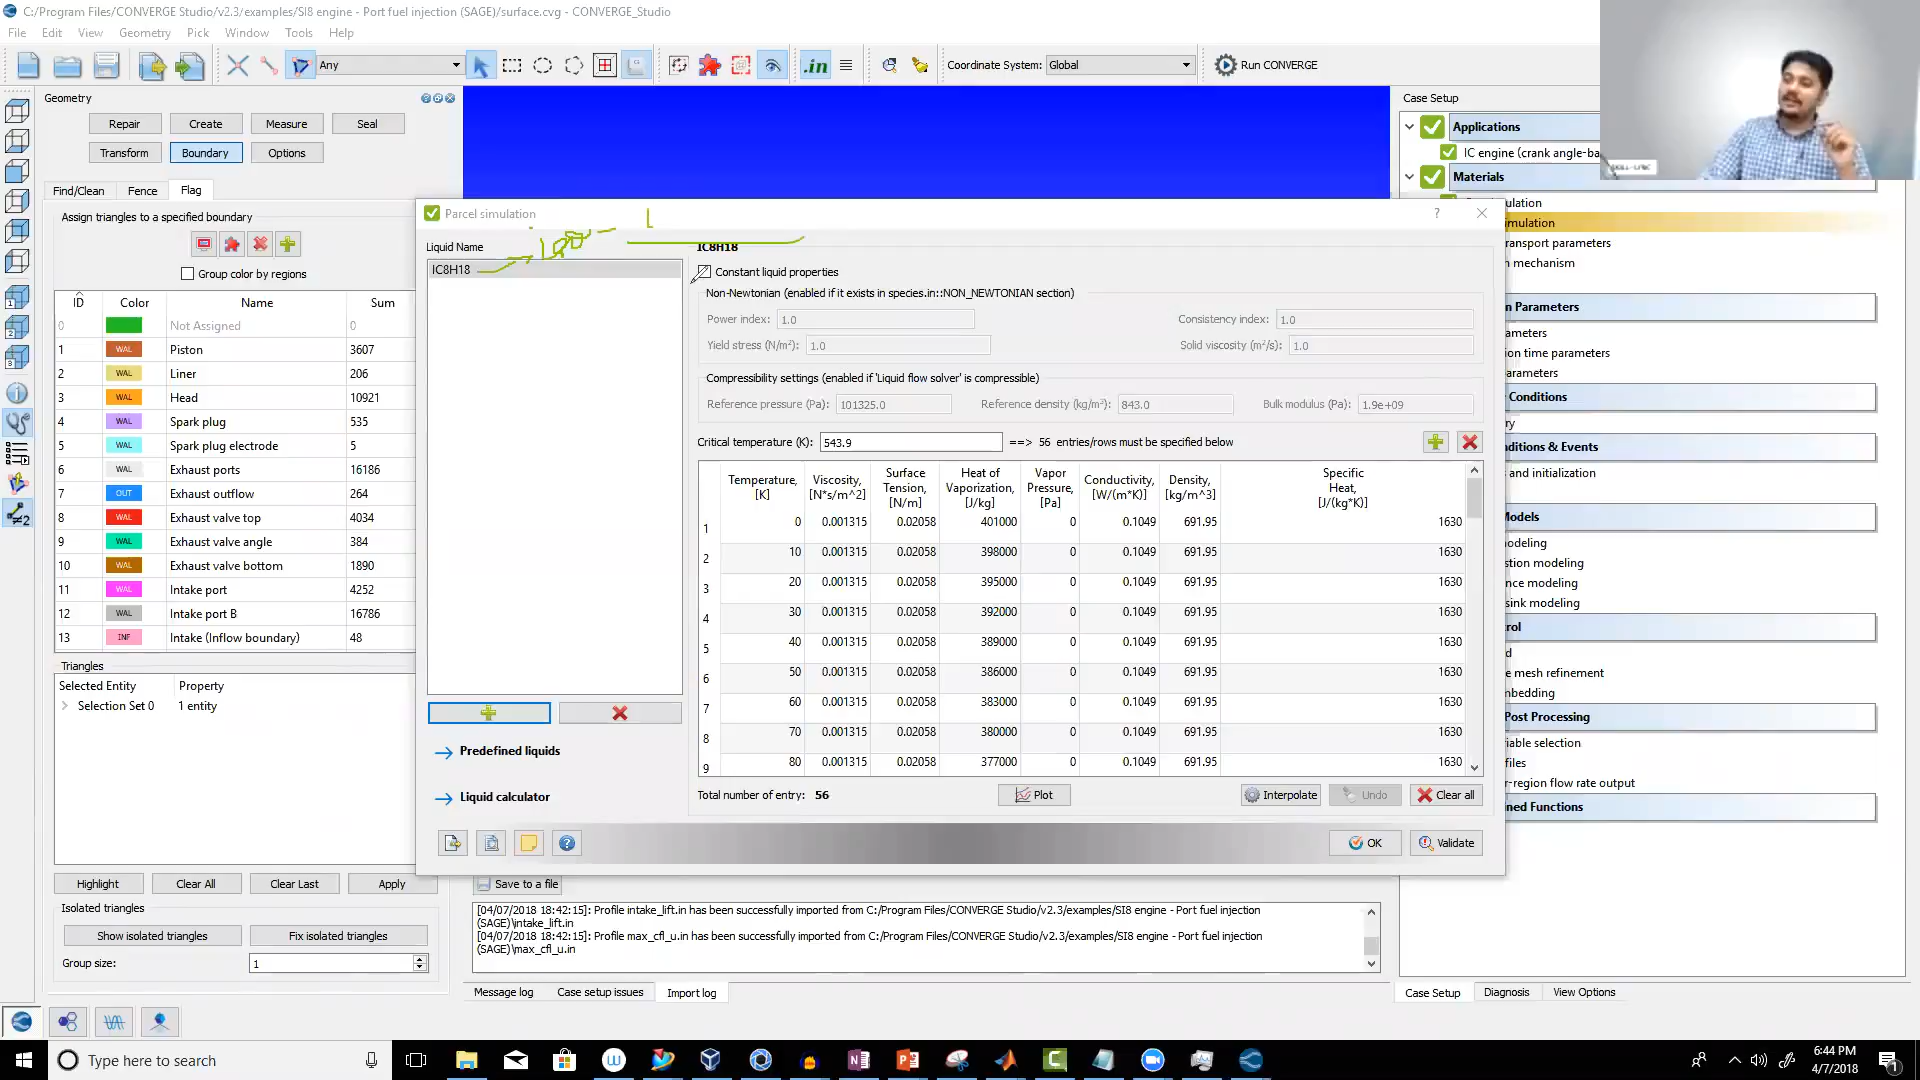 C:/Program Files/CONVERGE Studio/v2.3/examples/SI8 engine - Port fuel injection (SAGE)/surface.cvg - CONVERGE_Studio
File Edit View Geometry Pick Window Tools Help
Any
.in
Coordinate System: Global
Run CONVERGE
Geometry
Repair Create Measure Seal
Transform Boundary Options
Find/Clean Fence Flag
Assign triangles to a specified boundary
Group color by regions
ID Color Name Sum
0 Not Assigned 0
1 WAL Piston 3607
2 WAL Liner 206
3 WAL Head 10921
4 WAL Spark plug 535
5 WAL Spark plug electrode 5
6 WAL Exhaust ports 16186
7 OUT Exhaust outflow 264
8 WAL Exhaust valve top 4034
9 WAL Exhaust valve angle 384
10 WAL Exhaust valve bottom 1890
11 WAL Intake port 4252
12 WAL Intake port B 16786
13 INF Intake (Inflow boundary) 48
Triangles
Selected Entity Property
Selection Set 0 1 entity
Highlight Clear All Clear Last Apply
Isolated triangles
Show isolated triangles Fix isolated triangles
Group size: 1
Parcel simulation
Liquid Name
IC8H18
Predefined liquids
Liquid calculator
IC8H18
Constant liquid properties
Non-Newtonian (enabled if it exists in species.in::NON_NEWTONIAN section)
Power index: 1.0 Consistency index: 1.0
Yield stress (N/m²): 1.0 Solid viscosity (m²/s): 1.0
Compressibility settings (enabled if 'Liquid flow solver' is compressible)
Reference pressure (Pa): 101325.0 Reference density (kg/m³): 843.0 Bulk modulus (Pa): 1.9e+09
Critical temperature (K): 543.9 ==> 56 entries/rows must be specified below
Temperature, [K] Viscosity, [N*s/m^2] Surface Tension, [N/m] Heat of Vaporization, [J/kg] Vapor Pressure, [Pa] Conductivity, [W/(m*K)] Density, [kg/m^3] Specific Heat, [J/(kg*K)]
1 0 0.001315 0.02058 401000 0 0.1049 691.95 1630
2 10 0.001315 0.02058 398000 0 0.1049 691.95 1630
3 20 0.001315 0.02058 395000 0 0.1049 691.95 1630
4 30 0.001315 0.02058 392000 0 0.1049 691.95 1630
5 40 0.001315 0.02058 389000 0 0.1049 691.95 1630
6 50 0.001315 0.02058 386000 0 0.1049 691.95 1630
7 60 0.001315 0.02058 383000 0 0.1049 691.95 1630
8 70 0.001315 0.02058 380000 0 0.1049 691.95 1630
9 80 0.001315 0.02058 377000 0 0.1049 691.95 1630
Total number of entry: 56 Plot Interpolate Undo Clear all
OK Validate
Save to a file
[04/07/2018 18:42:15]: Profile intake_lift.in has been successfully imported from C:/Program Files/CONVERGE Studio/v2.3/examples/SI8 engine - Port fuel injection
(SAGE)\intake_lift.in
[04/07/2018 18:42:15]: Profile max_cfl_u.in has been successfully imported from C:/Program Files/CONVERGE Studio/v2.3/examples/SI8 engine - Port fuel injection
(SAGE)\max_cfl_u.in
Message log Case setup issues Import log
Case Setup
Applications
IC engine (crank angle-ba
Materials
ulation
simulation
ransport parameters
n mechanism
n Parameters
ameters
ion time parameters
arameters
Conditions
ry
nditions & Events
s and initialization
Models
odeling
stion modeling
nce modeling
sink modeling
rol
d
e mesh refinement
mbedding
Post Processing
riable selection
files
r-region flow rate output
ned Functions
Case Setup Diagnosis View Options
Type here to search
6:44 PM
4/7/2018